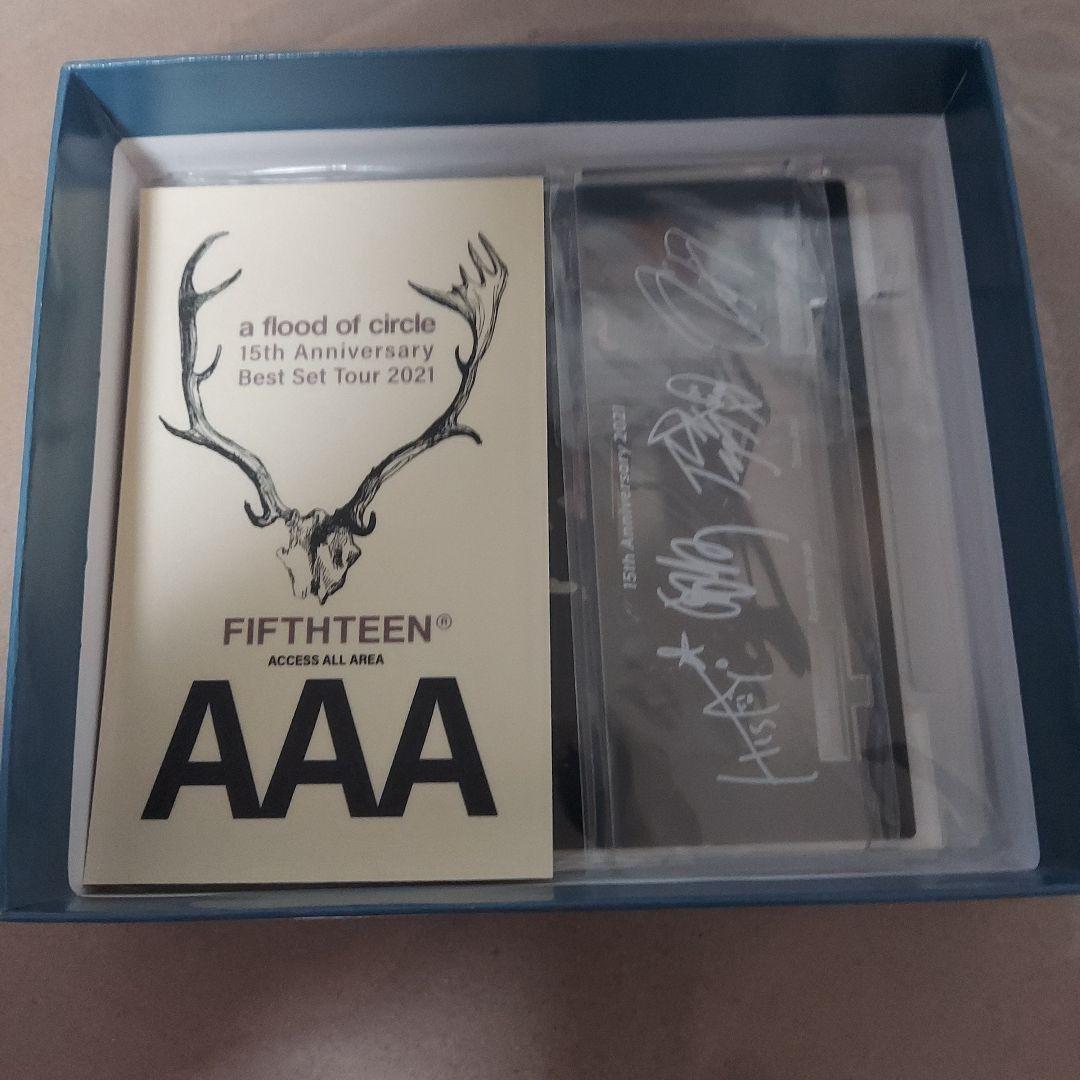 a flood of circle
15th Anniversary
Best Set Tour 2021
FIFTHTEEN®
ACCESS ALL AREA
AAA
15th Anniversary 2021